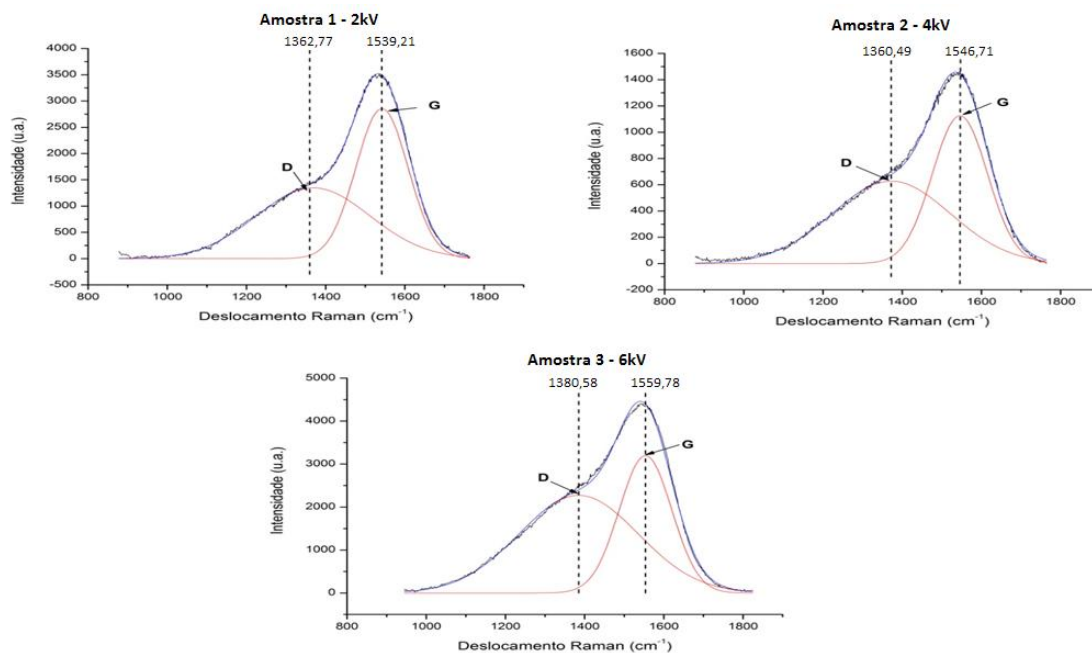 Amostra 1 - 2kV
1362,77 1539,21
4000
3500
3000
2500
2000
1500
1000
500
0
-500
Intensidade (u.a.)
D
G
800 1000 1200 1400 1600 1800
Deslocamento Raman (cm-1)
Amostra 2 - 4kV
1360,49 1546,71
1600
1400
1200
1000
800
600
400
200
0
-200
Intensidade (u.a.)
D
G
800 1000 1200 1400 1600 1800
Deslocamento Raman (cm-1)
Amostra 3 - 6kV
1380,58 1559,78
5000
4000
3000
2000
1000
0
Intensidade (u.a.)
D
G
800 1000 1200 1400 1600 1800
Deslocamento Raman (cm-1)